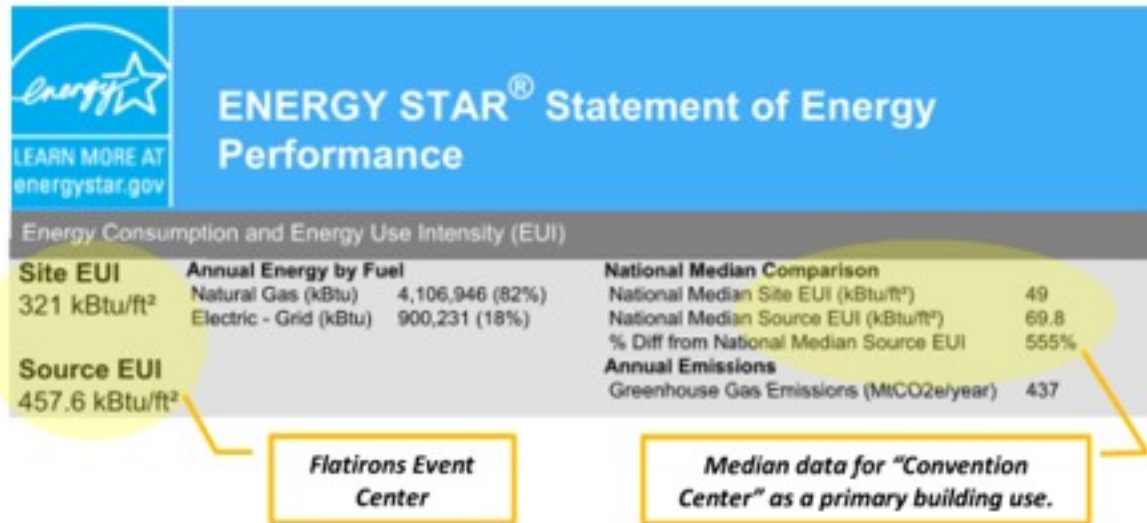 energy
LEARN MORE AT
energystar.gov
ENERGY STAR® Statement of Energy
Performance
Energy Consumption and Energy Use Intensity (EUI)
Site EUI
321 kBtu/ft²
Source EUI
457.6 kBtu/ft²
Annual Energy by Fuel
Natural Gas (kBtu) 4,106,946 (82%)
Electric - Grid (kBtu) 900,231 (18%)
National Median Comparison
National Median Site EUI (kBtu/ft²) 49
National Median Source EUI (kBtu/ft²) 69.8
% Diff from National Median Source EUI 555%
Annual Emissions
Greenhouse Gas Emissions (MtCO2e/year) 437
Flatirons Event
Center
Median data for “Convention
Center” as a primary building use.